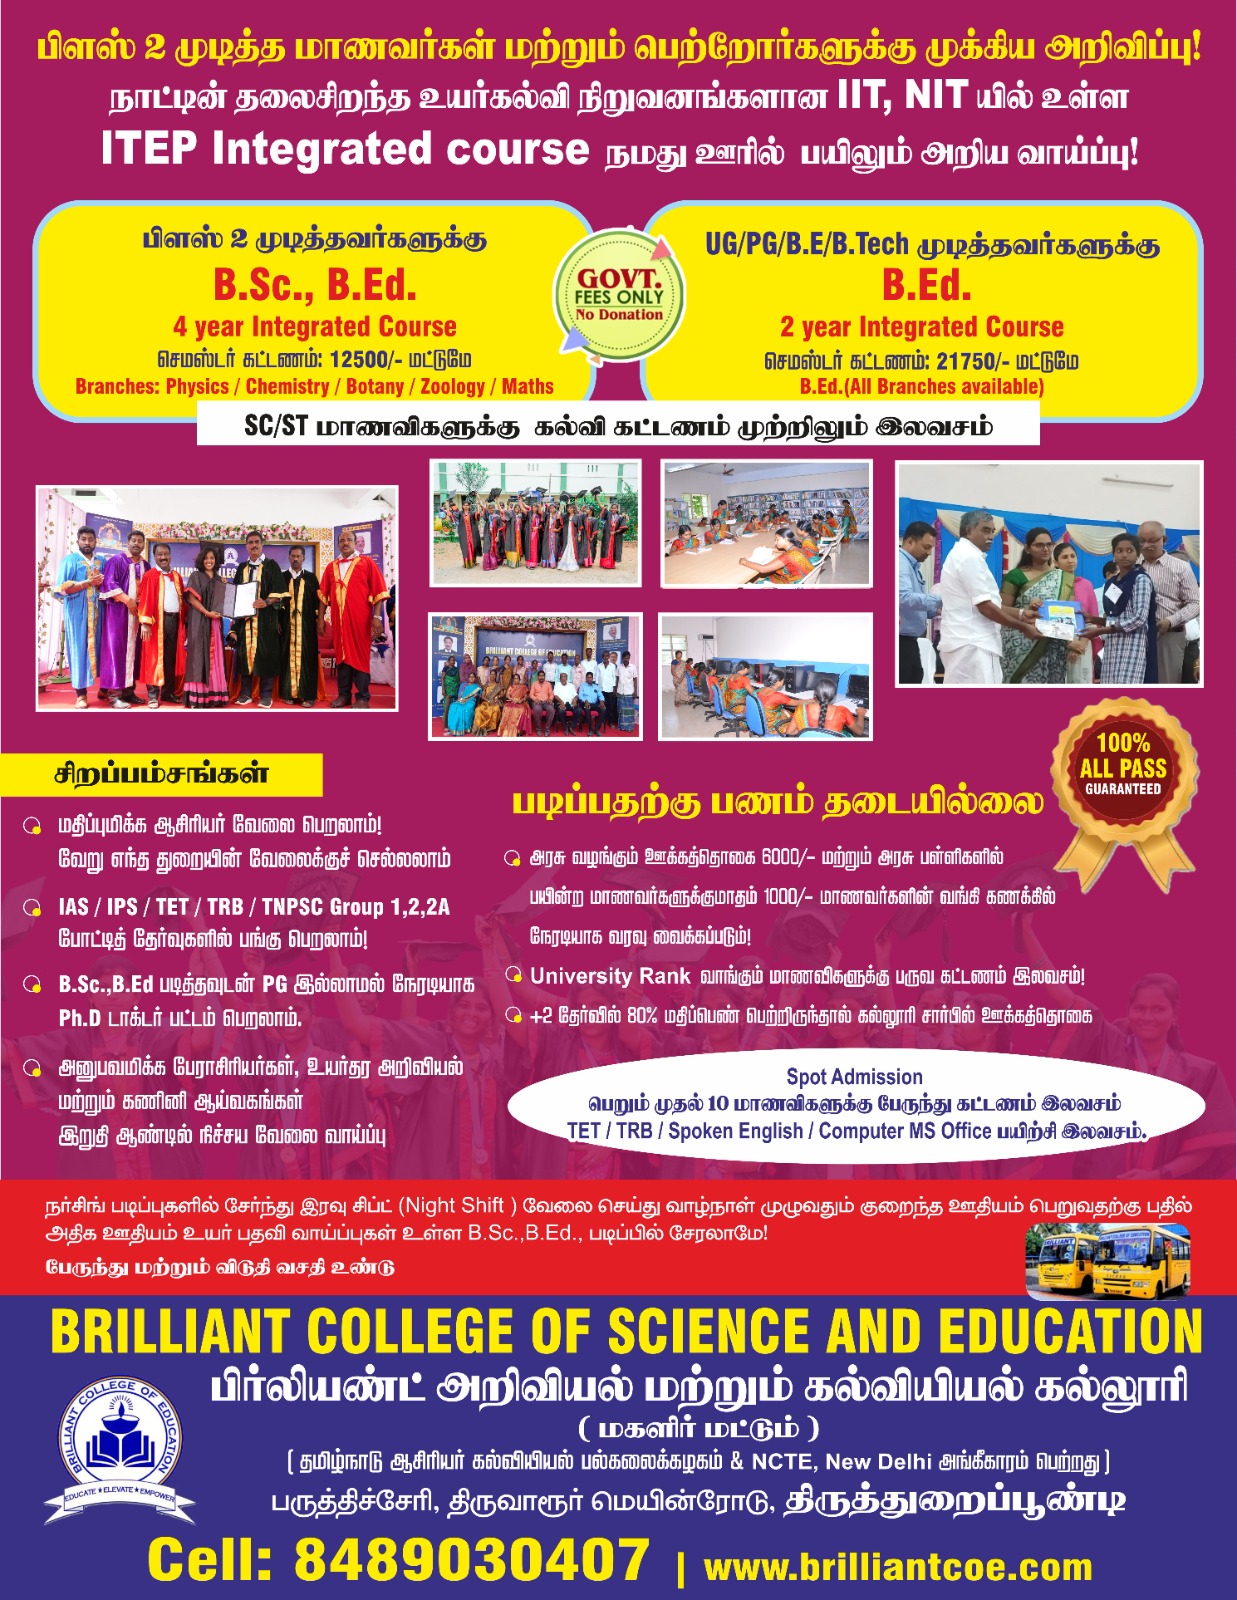 பிளஸ் 2 முடித்த மாணவர்கள் மற்றும் பெற்றோர்களுக்கு முக்கிய அறிவிப்பு!
நாட்டின் தலைசிறந்த உயர்கல்வி நிறுவனங்களான IIT, NIT யில் உள்ள
ITEP Integrated course நமது ஊரில் பயிலும் அறிய வாய்ப்பு!
பிளஸ் 2 முடித்தவர்களுக்கு
B.Sc., B.Ed.
4 year Integrated Course
செமஸ்டர் கட்டணம்: 12500/- மட்டுமே
Branches: Physics / Chemistry / Botany / Zoology / Maths
GOVT.
FEES ONLY
No Donation
UG/PG/B.E/B.Tech முடித்தவர்களுக்கு
B.Ed.
2 year Integrated Course
செமஸ்டர் கட்டணம்: 21750/- மட்டுமே
B.Ed.(All Branches available)
SC/ST மாணவிகளுக்கு கல்வி கட்டணம் முற்றிலும் இலவசம்
BRILLIANT COLLEGE OF EDUCATION
சிறப்பம்சங்கள்
மதிப்புமிக்க ஆசிரியர் வேலை பெறலாம்!
வேறு எந்த துறையின் வேலைக்குச் செல்லலாம்
IAS / IPS / TET / TRB / TNPSC Group 1,2,2A
போட்டித் தேர்வுகளில் பங்கு பெறலாம்!
B.Sc.,B.Ed படித்தவுடன் PG இல்லாமல் நேரடியாக
Ph.D டாக்டர் பட்டம் பெறலாம்.
அனுபவமிக்க பேராசிரியர்கள், உயர்தர அறிவியல்
மற்றும் கணினி ஆய்வகங்கள்
இறுதி ஆண்டில் நிச்சய வேலை வாய்ப்பு
100%
ALL PASS
GUARANTEED
படிப்பதற்கு பணம் தடையில்லை
அரசு வழங்கும் ஊக்கத்தொகை 6000/- மற்றும் அரசு பள்ளிகளில்
பயின்ற மாணவர்களுக்குமாதம் 1000/- மாணவர்களின் வங்கி கணக்கில்
நேரடியாக வரவு வைக்கப்படும்!
University Rank வாங்கும் மாணவிகளுக்கு பருவ கட்டணம் இலவசம்!
+2 தேர்வில் 80% மதிப்பெண் பெற்றிருந்தால் கல்லூரி சார்பில் ஊக்கத்தொகை
Spot Admission
பெறும் முதல் 10 மாணவிகளுக்கு பேருந்து கட்டணம் இலவசம்
TET / TRB / Spoken English / Computer MS Office பயிற்சி இலவசம்.
நர்சிங் படிப்புகளில் சேர்ந்து இரவு சிப்ட் (Night Shift ) வேலை செய்து வாழ்நாள் முழுவதும் குறைந்த ஊதியம் பெறுவதற்கு பதில்
அதிக ஊதியம் உயர் பதவி வாய்ப்புகள் உள்ள B.Sc.,B.Ed., படிப்பில் சேரலாமே!
பேருந்து மற்றும் விடுதி வசதி உண்டு
BRILLIANT
BRILLIANT COLLEGE OF SCIENCE AND EDUCATION
பிர்லியண்ட் அறிவியல் மற்றும் கல்வியியல் கல்லூரி
( மகளிர் மட்டும் )
( தமிழ்நாடு ஆசிரியர் கல்வியியல் பல்கலைக்கழகம் & NCTE, New Delhi அங்கீகாரம் பெற்றது )
BRILLIANT COLLEGE OF EDUCATION
EDUCATE ★ ELEVATE ★ EMPOWER
பருத்திச்சேரி, திருவாரூர் மெயின்ரோடு, திருத்துறைப்பூண்டி
Cell: 8489030407 | www.brilliantcoe.com